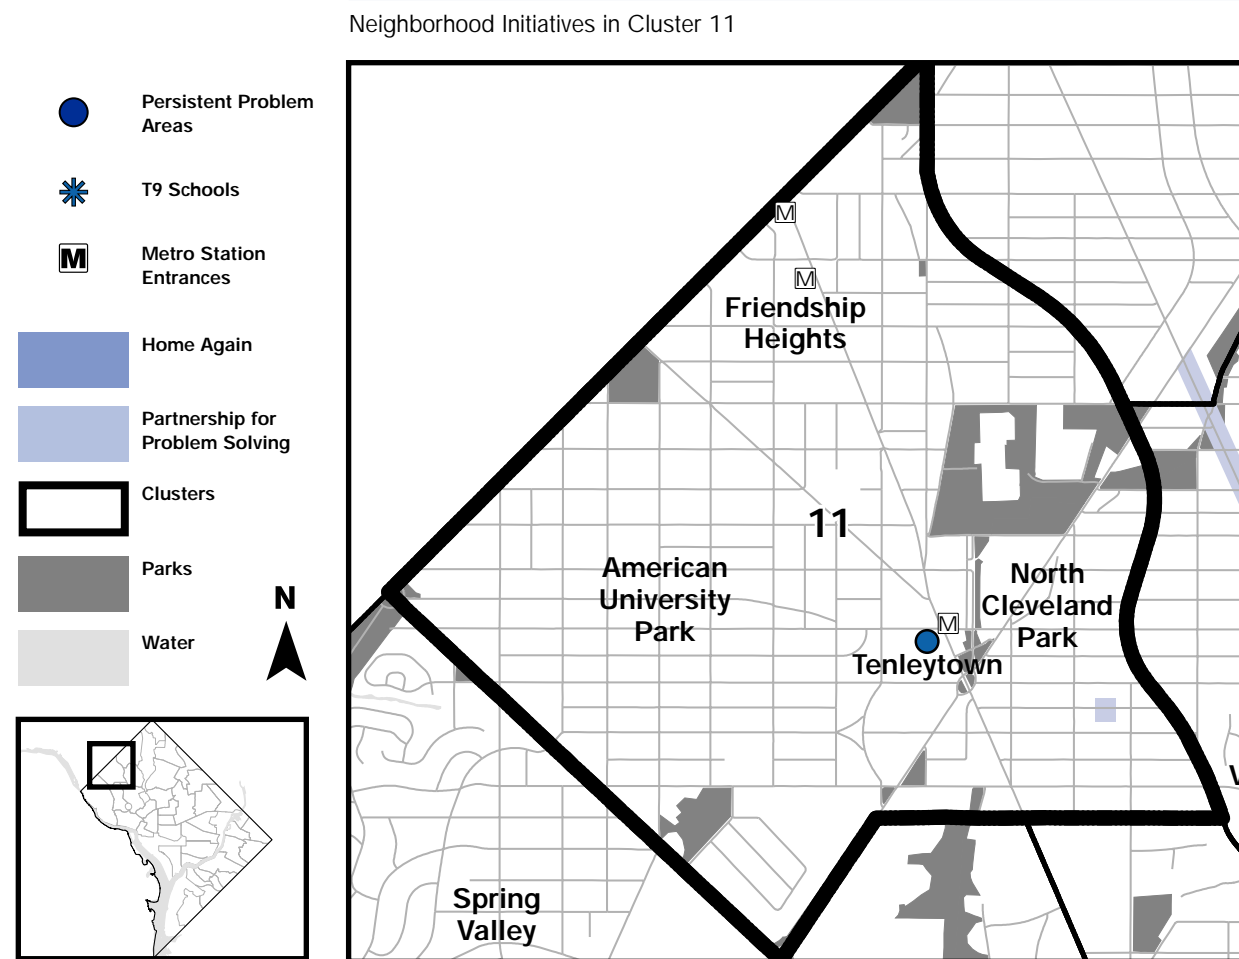 Neighborhood Initiatives in Cluster 11
Persistent Problem
Areas
T9 Schools
M
Metro Station
Entrances
Home Again
Partnership for
Problem Solving
Clusters
Parks
Water
N
M
M
Friendship
Heights
11
American
University
Park
North
Cleveland
Park
M
Tenleytown
Spring
Valley